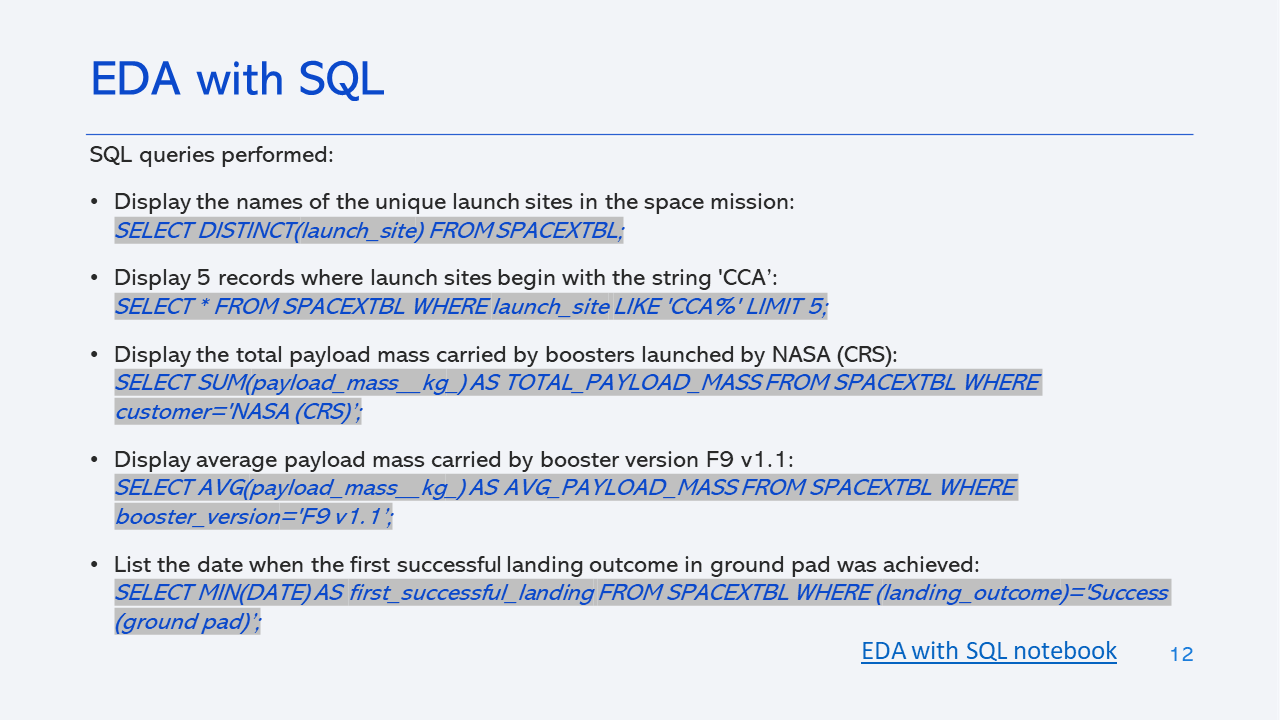 EDA with SQL
SQL queries performed:
• Display the names of the unique launch sites in the space mission:
SELECT DISTINCT(launch_site) FROM SPACEXTBL;
• Display 5 records where launch sites begin with the string 'CCA’:
SELECT * FROM SPACEXTBL WHERE launch_site LIKE 'CCA%' LIMIT 5;
• Display the total payload mass carried by boosters launched by NASA (CRS):
SELECT SUM(payload_mass__kg_) AS TOTAL_PAYLOAD_MASS FROM SPACEXTBL WHERE
customer='NASA (CRS)’;
• Display average payload mass carried by booster version F9 v1.1:
SELECT AVG(payload_mass__kg_) AS AVG_PAYLOAD_MASS FROM SPACEXTBL WHERE
booster_version='F9 v1.1’;
• List the date when the first successful landing outcome in ground pad was achieved:
SELECT MIN(DATE) AS first_successful_landing FROM SPACEXTBL WHERE (landing_outcome)='Success
(ground pad)’;
EDA with SQL notebook
12